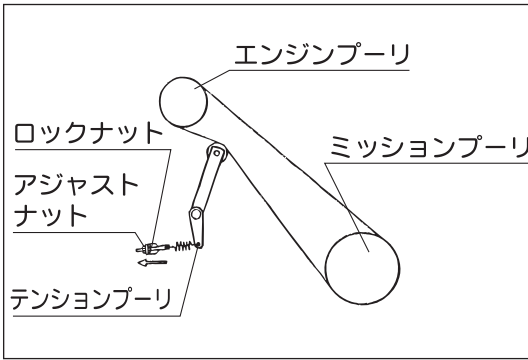 エンジンプーリ
ロックナット
ミッションプーリ
アジャスト
ナット
テンションプーリ